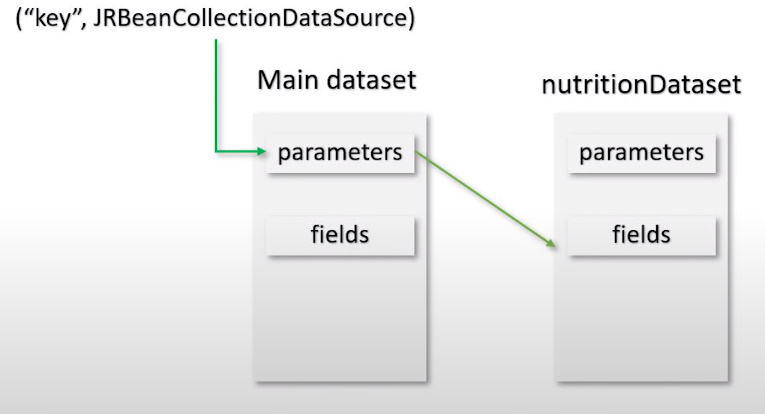 (“key”, JRBeanCollectionDataSource)
Main dataset
nutritionDataset
parameters
parameters
fields
fields